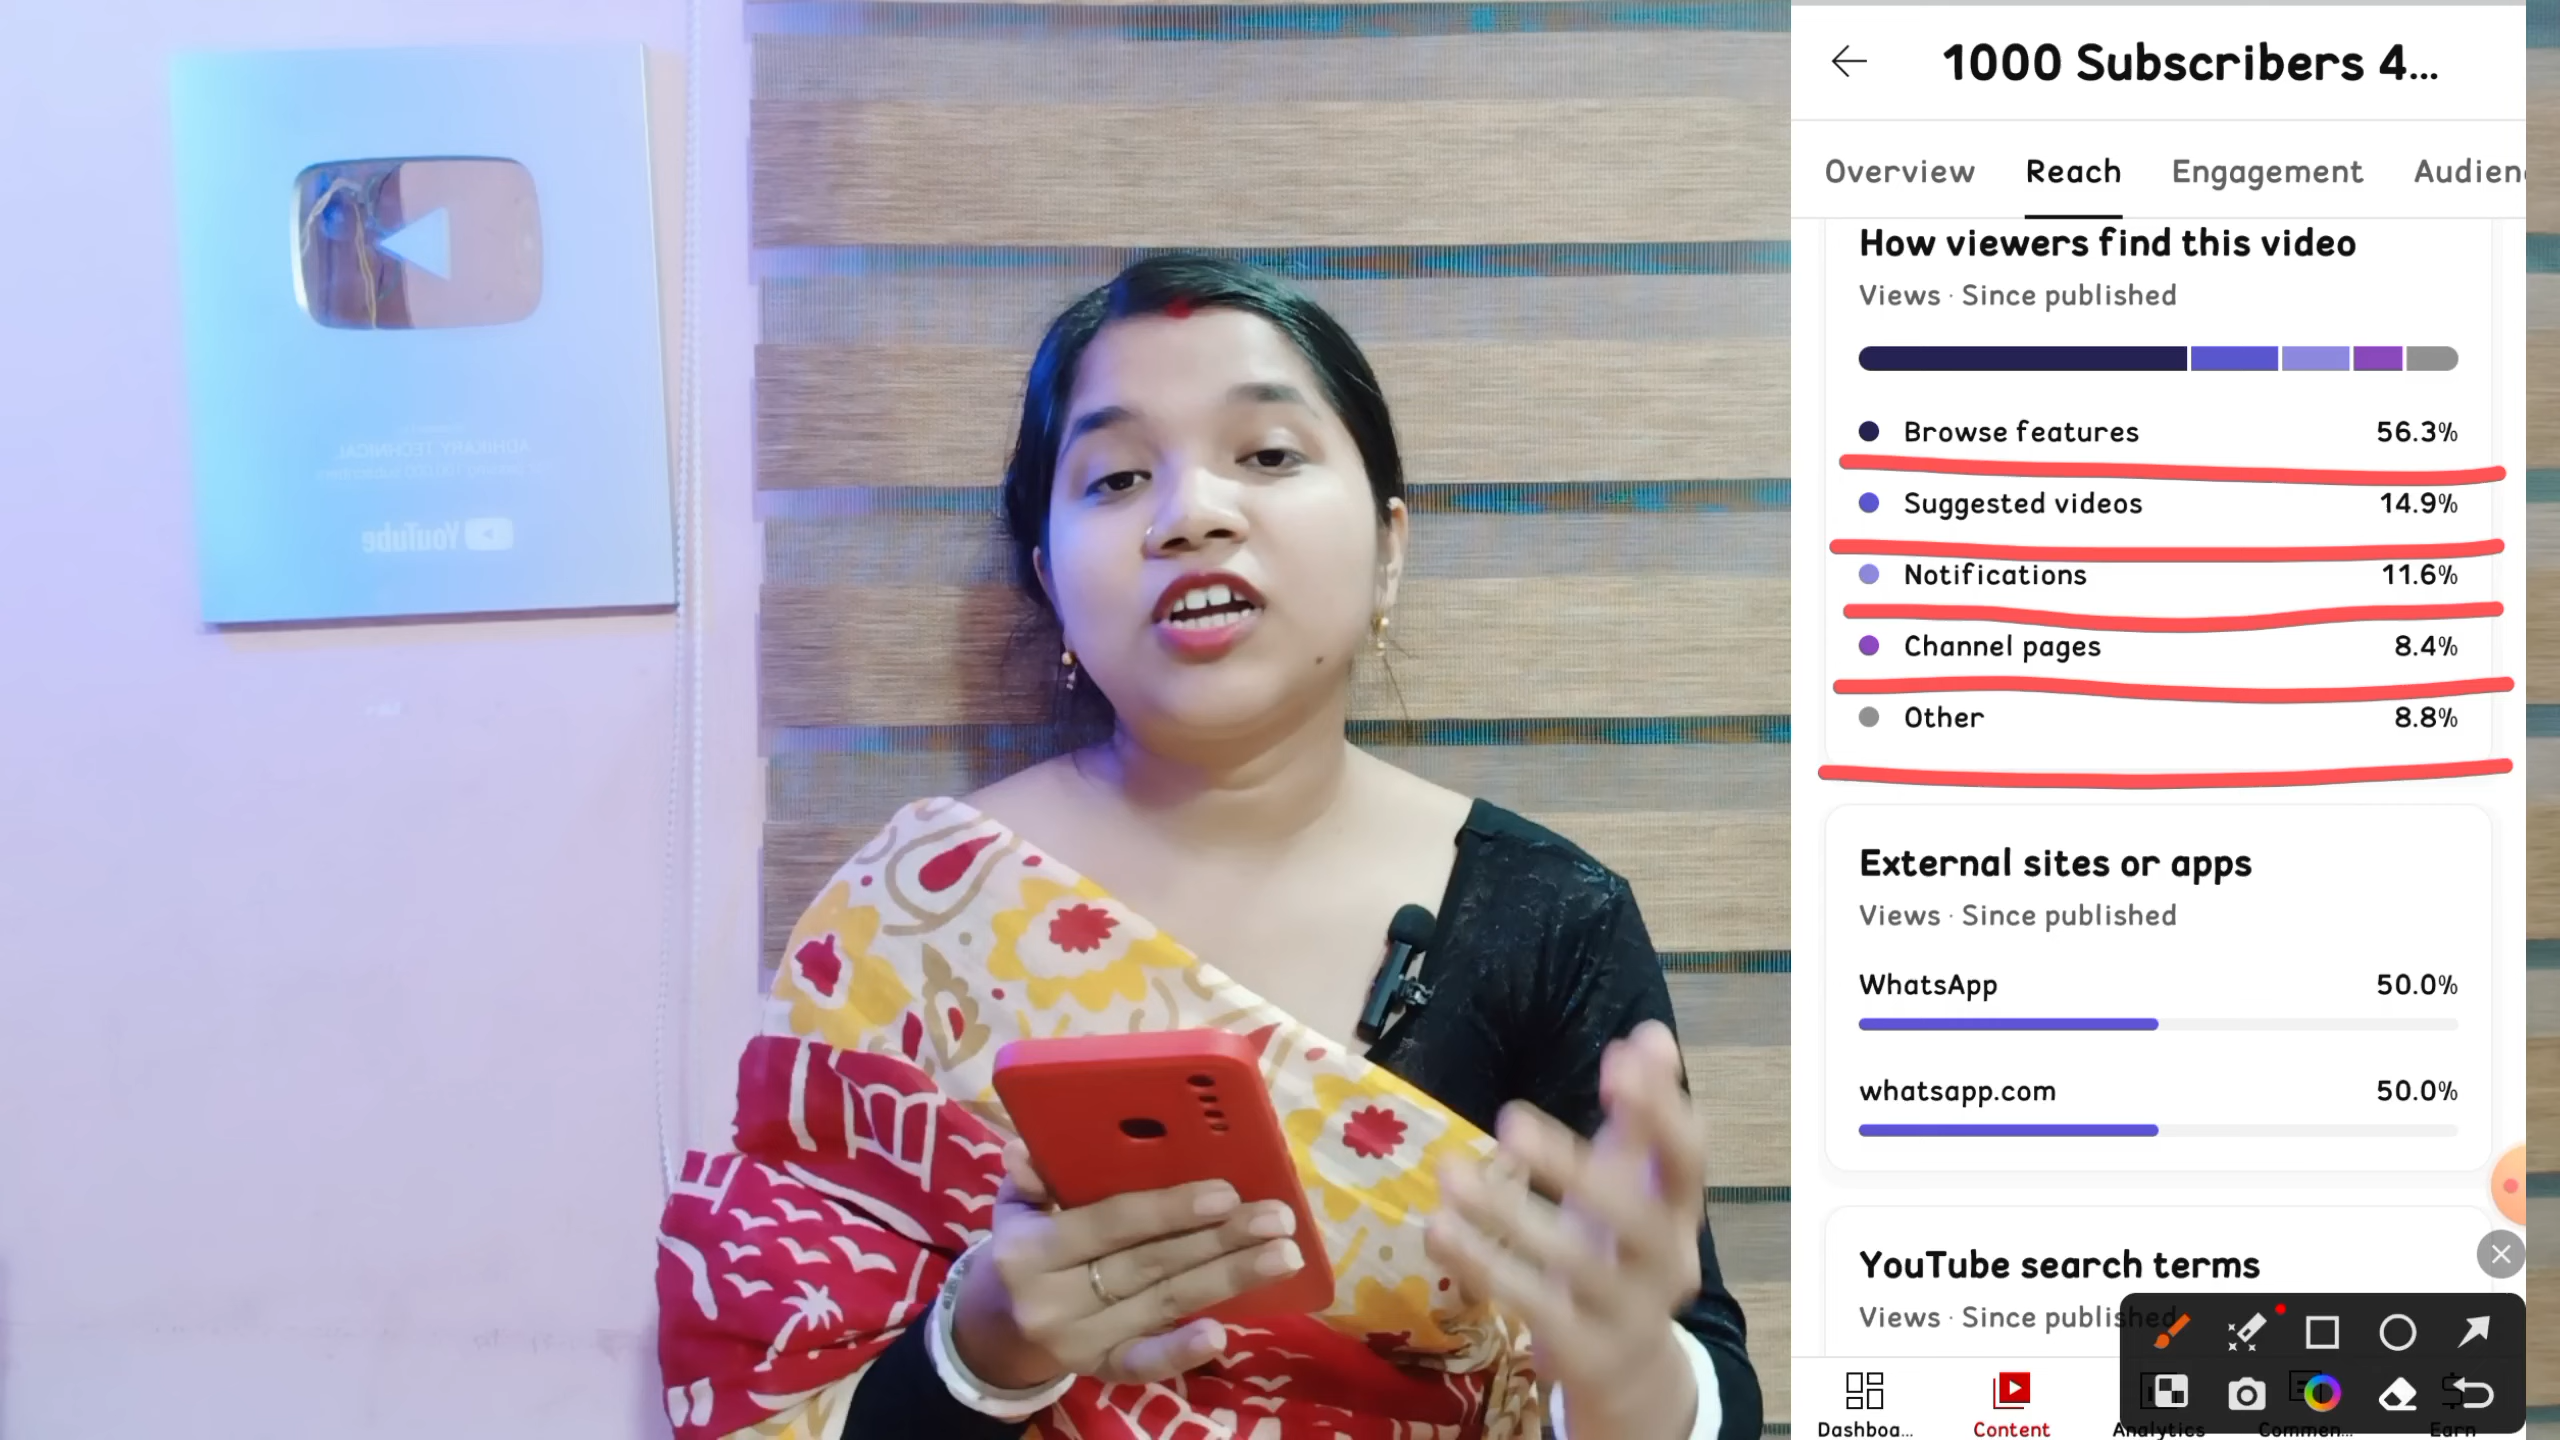 ADHIKARY TECHNICAL
YouTube
1000 Subscribers 4...
Overview Reach Engagement Audien
How viewers find this video
Views · Since published
Browse features 56.3%
Suggested videos 14.9%
Notifications 11.6%
Channel pages 8.4%
Other 8.8%
External sites or apps
Views · Since published
WhatsApp 50.0%
whatsapp.com 50.0%
YouTube search terms
Views · Since published
Dashboa... Content Analytics Commen... Earn